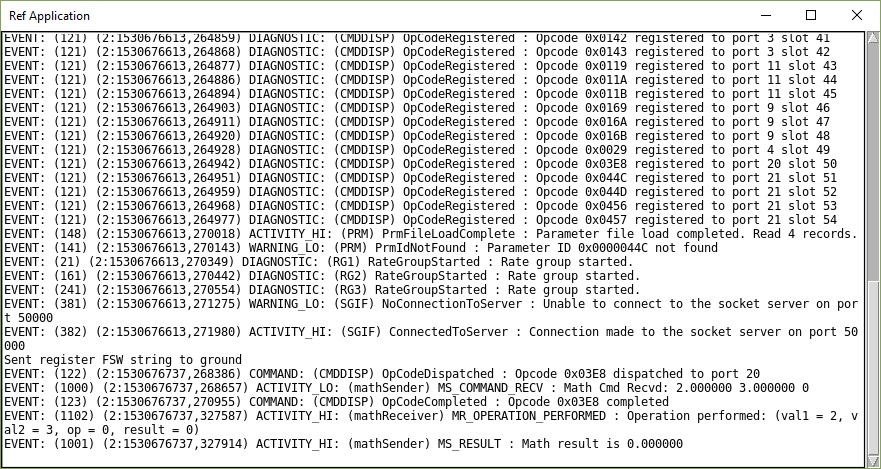 Ref Application
EVENT: (121) (2:1530676613,264859) DIAGNOSTIC: (CMDDISP) OpCodeRegistered : Opcode 0x0142 registered to port 3 slot 41
EVENT: (121) (2:1530676613,264868) DIAGNOSTIC: (CMDDISP) OpCodeRegistered : Opcode 0x0143 registered to port 3 slot 42
EVENT: (121) (2:1530676613,264877) DIAGNOSTIC: (CMDDISP) OpCodeRegistered : Opcode 0x0119 registered to port 11 slot 43
EVENT: (121) (2:1530676613,264886) DIAGNOSTIC: (CMDDISP) OpCodeRegistered : Opcode 0x011A registered to port 11 slot 44
EVENT: (121) (2:1530676613,264894) DIAGNOSTIC: (CMDDISP) OpCodeRegistered : Opcode 0x011B registered to port 11 slot 45
EVENT: (121) (2:1530676613,264903) DIAGNOSTIC: (CMDDISP) OpCodeRegistered : Opcode 0x0169 registered to port 9 slot 46
EVENT: (121) (2:1530676613,264911) DIAGNOSTIC: (CMDDISP) OpCodeRegistered : Opcode 0x016A registered to port 9 slot 47
EVENT: (121) (2:1530676613,264920) DIAGNOSTIC: (CMDDISP) OpCodeRegistered : Opcode 0x016B registered to port 9 slot 48
EVENT: (121) (2:1530676613,264928) DIAGNOSTIC: (CMDDISP) OpCodeRegistered : Opcode 0x0029 registered to port 4 slot 49
EVENT: (121) (2:1530676613,264942) DIAGNOSTIC: (CMDDISP) OpCodeRegistered : Opcode 0x03E8 registered to port 20 slot 50
EVENT: (121) (2:1530676613,264951) DIAGNOSTIC: (CMDDISP) OpCodeRegistered : Opcode 0x044C registered to port 21 slot 51
EVENT: (121) (2:1530676613,264959) DIAGNOSTIC: (CMDDISP) OpCodeRegistered : Opcode 0x044D registered to port 21 slot 52
EVENT: (121) (2:1530676613,264968) DIAGNOSTIC: (CMDDISP) OpCodeRegistered : Opcode 0x0456 registered to port 21 slot 53
EVENT: (121) (2:1530676613,264977) DIAGNOSTIC: (CMDDISP) OpCodeRegistered : Opcode 0x0457 registered to port 21 slot 54
EVENT: (148) (2:1530676613,270018) ACTIVITY_HI: (PRM) PrmFileLoadComplete : Parameter file load completed. Read 4 records.
EVENT: (141) (2:1530676613,270143) WARNING_LO: (PRM) PrmIdNotFound : Parameter ID 0x0000044C not found
EVENT: (21) (2:1530676613,270349) DIAGNOSTIC: (RG1) RateGroupStarted : Rate group started.
EVENT: (161) (2:1530676613,270442) DIAGNOSTIC: (RG2) RateGroupStarted : Rate group started.
EVENT: (241) (2:1530676613,270554) DIAGNOSTIC: (RG3) RateGroupStarted : Rate group started.
EVENT: (381) (2:1530676613,271275) WARNING_LO: (SGIF) NoConnectionToServer : Unable to connect to the socket server on por
t 50000
EVENT: (382) (2:1530676613,271980) ACTIVITY_HI: (SGIF) ConnectedToServer : Connection made to the socket server on port 50
000
Sent register FSW string to ground
EVENT: (122) (2:1530676737,268386) COMMAND: (CMDDISP) OpCodeDispatched : Opcode 0x03E8 dispatched to port 20
EVENT: (1000) (2:1530676737,268657) ACTIVITY_LO: (mathSender) MS_COMMAND_RECV : Math Cmd Recvd: 2.000000 3.000000 0
EVENT: (123) (2:1530676737,270955) COMMAND: (CMDDISP) OpCodeCompleted : Opcode 0x03E8 completed
EVENT: (1102) (2:1530676737,327587) ACTIVITY_HI: (mathReceiver) MR_OPERATION_PERFORMED : Operation performed: (val1 = 2, v
al2 = 3, op = 0, result = 0)
EVENT: (1001) (2:1530676737,327914) ACTIVITY_HI: (mathSender) MS_RESULT : Math result is 0.000000